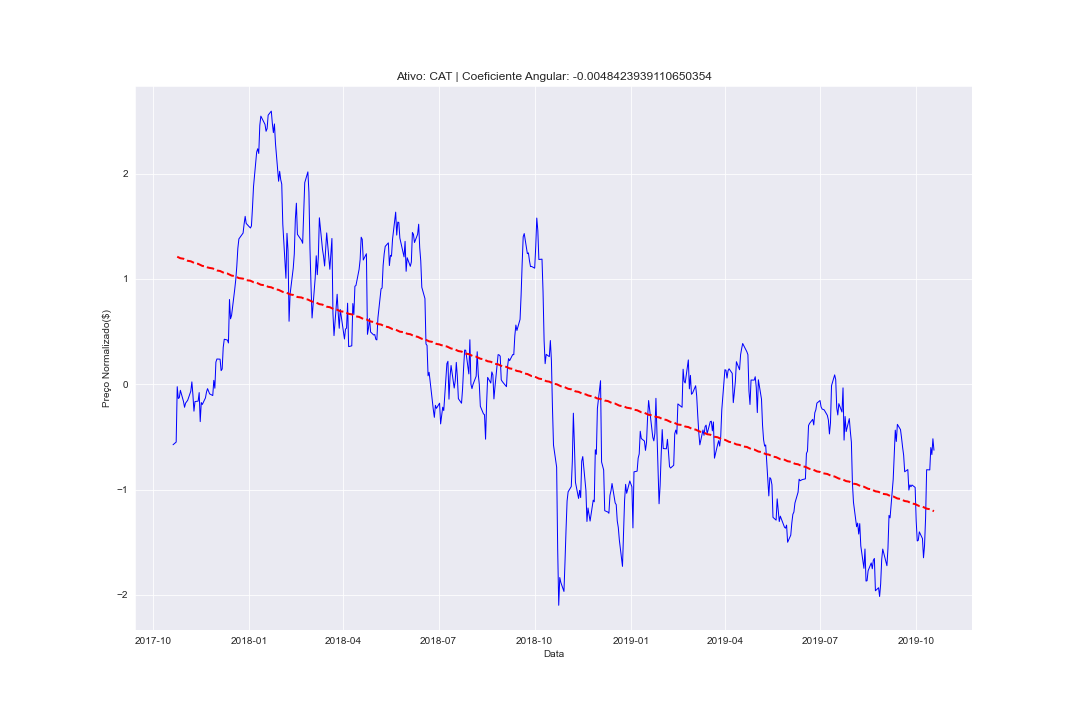 Ativo: CAT | Coeficiente Angular: -0.0048423939110650354
Preço Normalizado($)
2
1
0
−1
−2
2017-10 2018-01 2018-04 2018-07 2018-10 2019-01 2019-04 2019-07 2019-10
Data